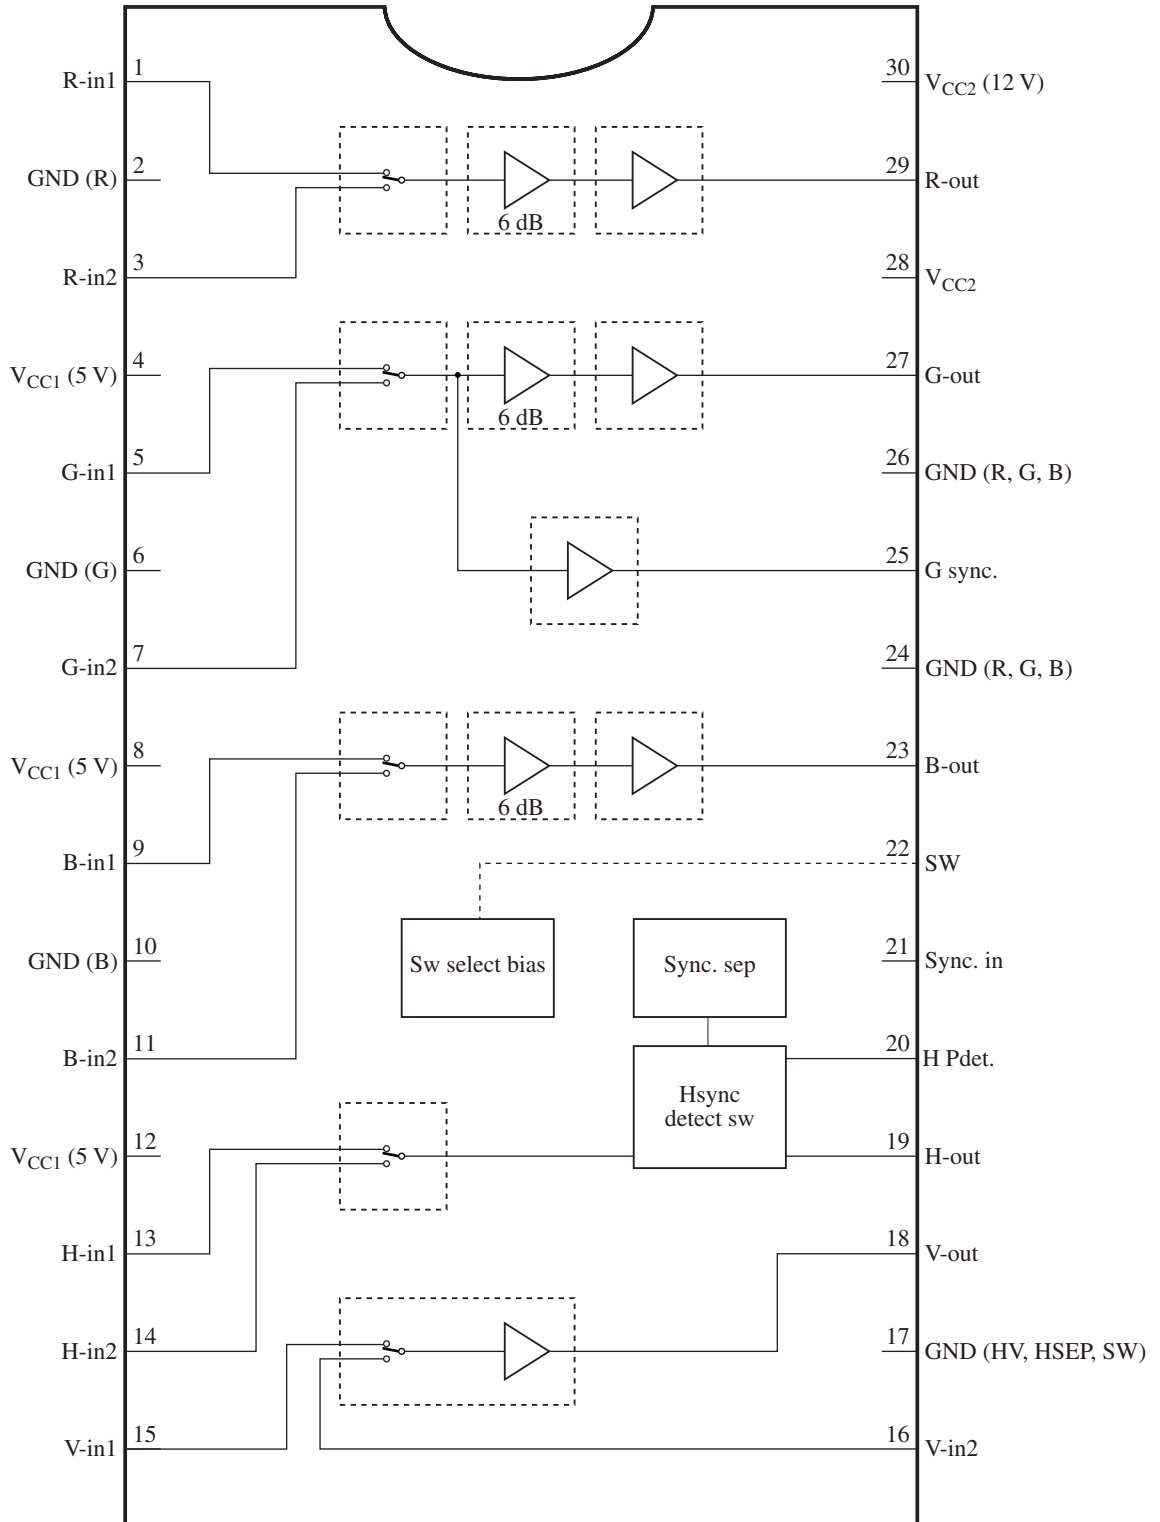 1
R-in1
30
VCC2 (12 V)
2
GND (R)
29
R-out
6 dB
3
R-in2
28
VCC2
4
VCC1 (5 V)
27
G-out
6 dB
5
G-in1
26
GND (R, G, B)
6
GND (G)
25
G sync.
7
G-in2
24
GND (R, G, B)
8
VCC1 (5 V)
23
B-out
6 dB
9
B-in1
22
SW
10
GND (B)
Sw select bias
Sync. sep
21
Sync. in
11
B-in2
20
H Pdet.
Hsync
detect sw
12
VCC1 (5 V)
19
H-out
13
H-in1
18
V-out
14
H-in2
17
GND (HV, HSEP, SW)
15
V-in1
16
V-in2